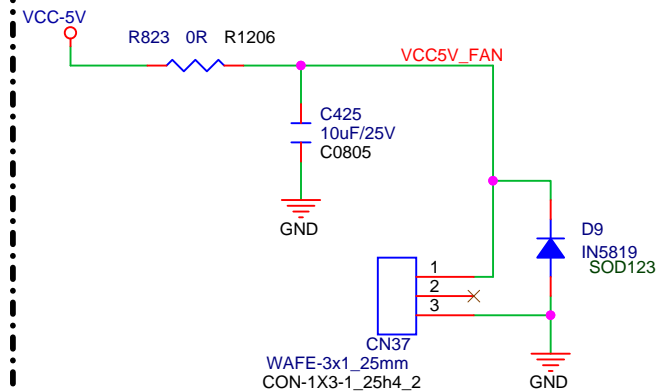 VCC-5V
R823 0R R1206
VCC5V_FAN
C425
10uF/25V
C0805
GND
D9
IN5819
SOD123
1
2
3
CN37
WAFE-3x1_25mm
CON-1X3-1_25h4_2
GND